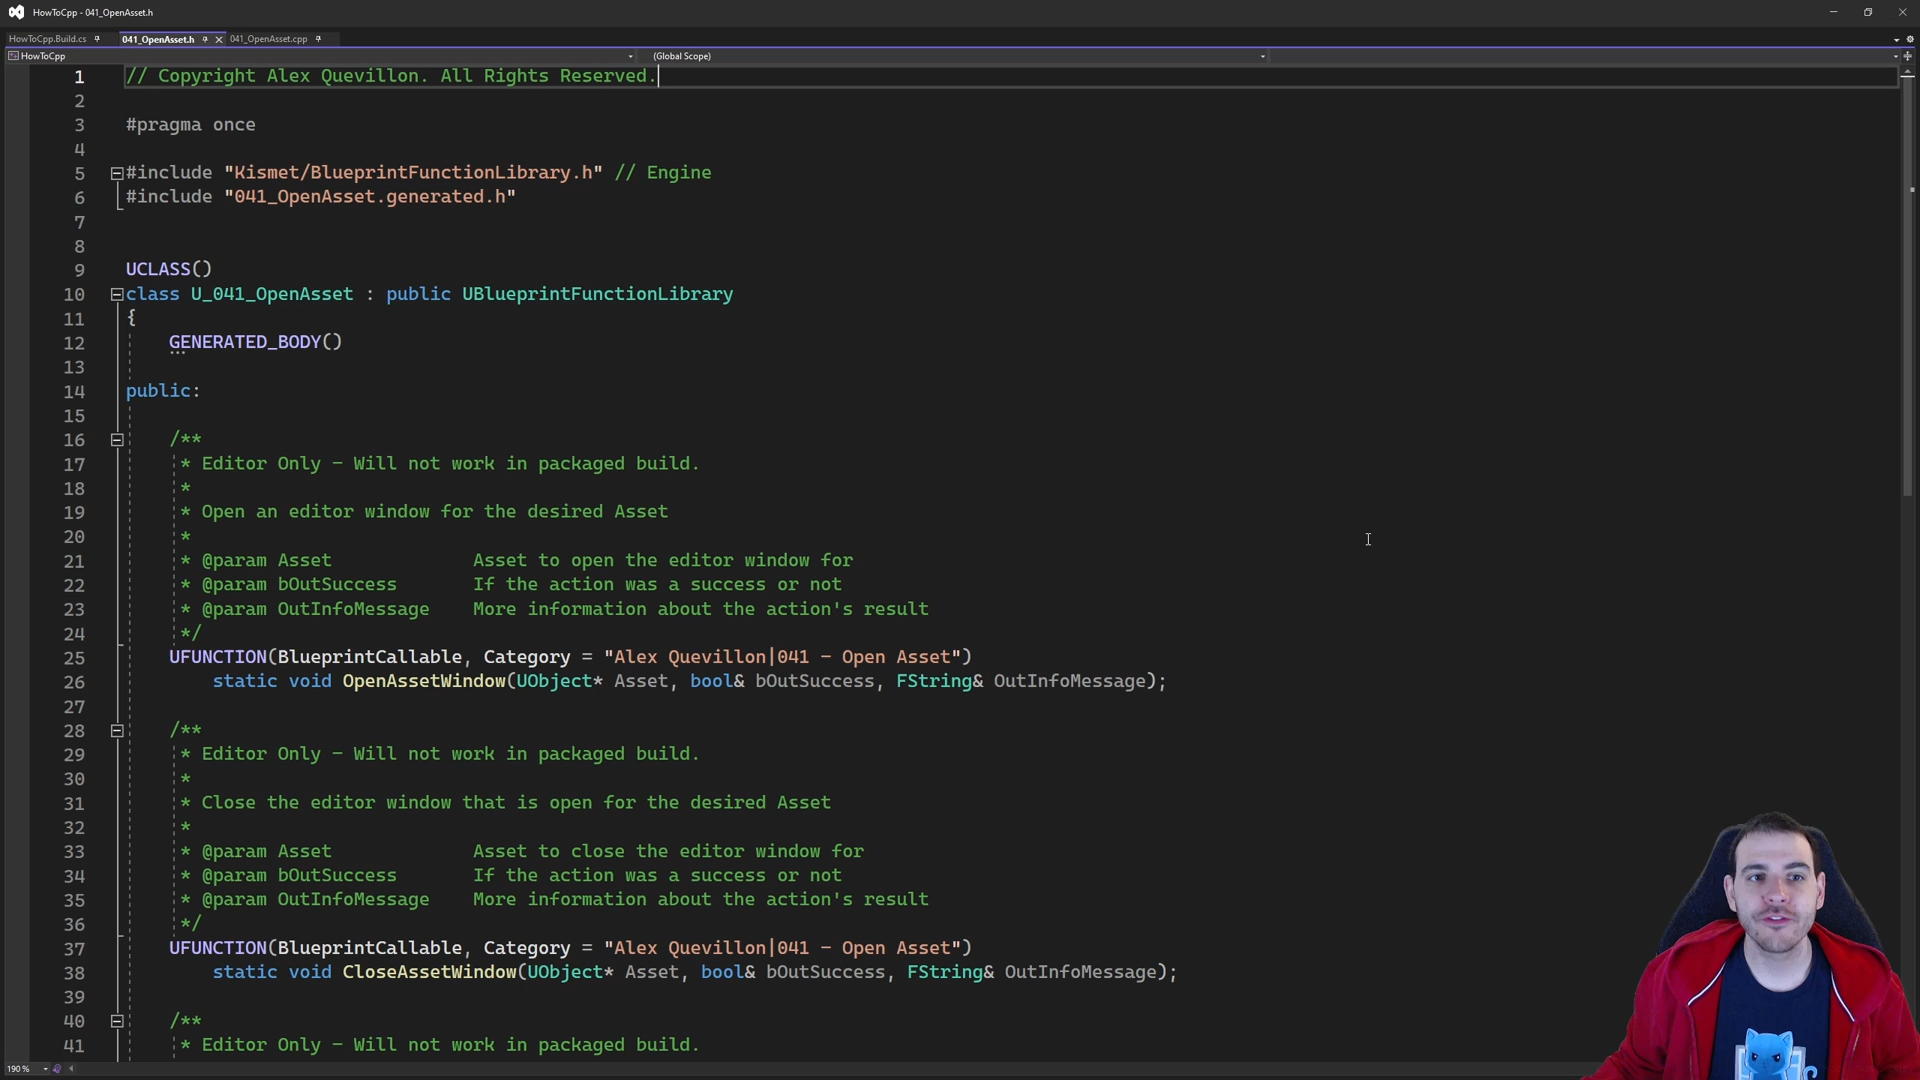 HowToCpp - 041_OpenAsset.h
HowToCpp.Build.cs
041_OpenAsset.h
041_OpenAsset.cpp
HowToCpp
(Global Scope)
1 // Copyright Alex Quevillon. All Rights Reserved.
2
3 #pragma once
4
5 #include "Kismet/BlueprintFunctionLibrary.h" // Engine
6 #include "041_OpenAsset.generated.h"
7
8
9 UCLASS()
10 class U_041_OpenAsset : public UBlueprintFunctionLibrary
11 {
12 GENERATED_BODY()
13
14 public:
15
16 /**
17 * Editor Only - Will not work in packaged build.
18 *
19 * Open an editor window for the desired Asset
20 *
21 * @param Asset Asset to open the editor window for
22 * @param bOutSuccess If the action was a success or not
23 * @param OutInfoMessage More information about the action's result
24 */
25 UFUNCTION(BlueprintCallable, Category = "Alex Quevillon|041 - Open Asset")
26 static void OpenAssetWindow(UObject* Asset, bool& bOutSuccess, FString& OutInfoMessage);
27
28 /**
29 * Editor Only - Will not work in packaged build.
30 *
31 * Close the editor window that is open for the desired Asset
32 *
33 * @param Asset Asset to close the editor window for
34 * @param bOutSuccess If the action was a success or not
35 * @param OutInfoMessage More information about the action's result
36 */
37 UFUNCTION(BlueprintCallable, Category = "Alex Quevillon|041 - Open Asset")
38 static void CloseAssetWindow(UObject* Asset, bool& bOutSuccess, FString& OutInfoMessage);
39
40 /**
41 * Editor Only - Will not work in packaged build.
190 %